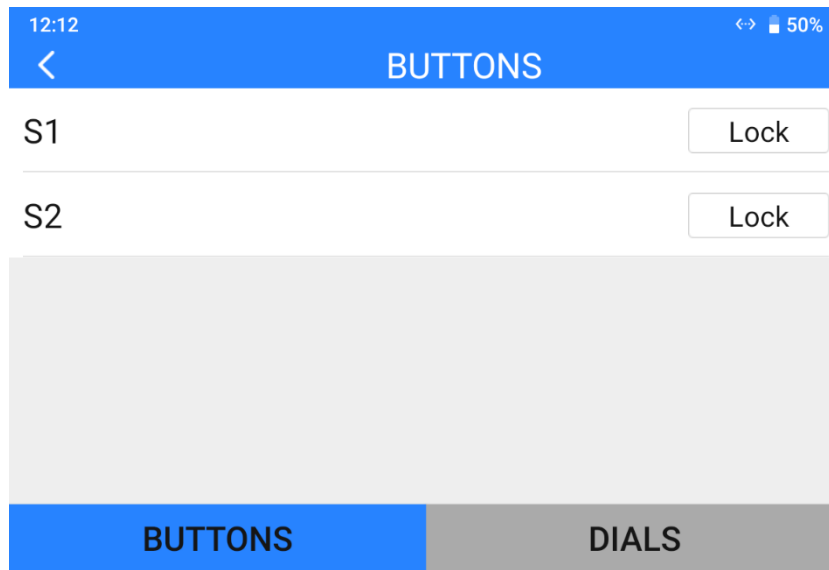 12:12 50%
BUTTONS
S1 Lock
S2 Lock
BUTTONS DIALS